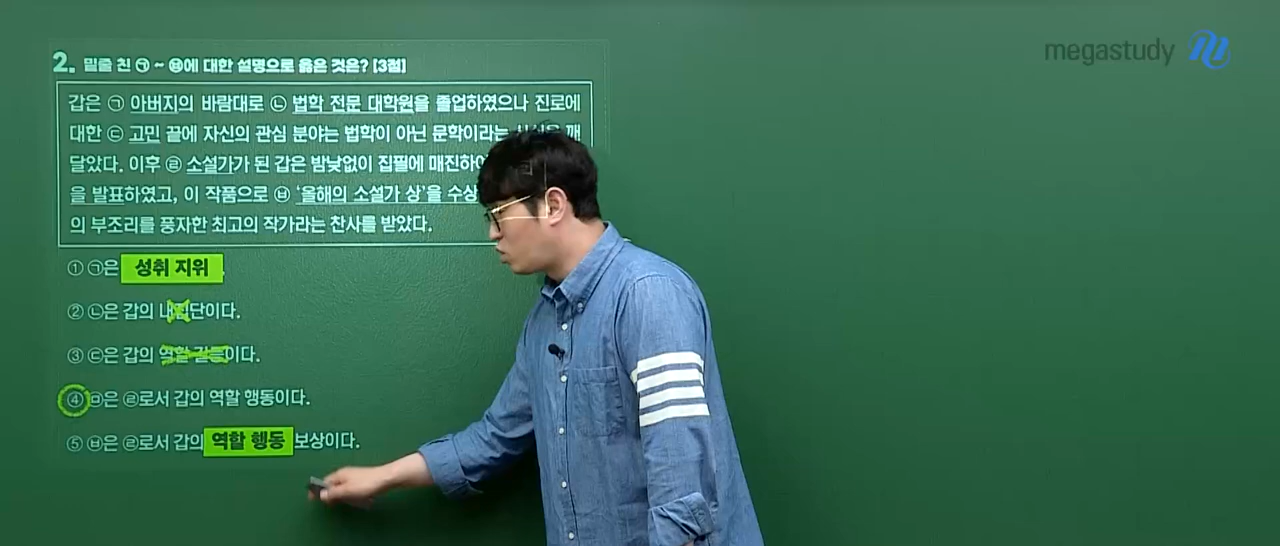 megastudy
2. 밑줄 친 ㉠ ~ ㉥에 대한 설명으로 옳은 것은? [3점]
갑은 ㉠ 아버지의 바람대로 ㉡ 법학 전문 대학원을 졸업하였으나 진로에
대한 ㉢ 고민 끝에 자신의 관심 분야는 법학이 아닌 문학이라는 깨
달았다. 이후 ㉣ 소설가가 된 갑은 밤낮없이 집필에 매진하여
을 발표하였고, 이 작품으로 ㉥ '올해의 소설가 상'을 수상
의 부조리를 풍자한 최고의 작가라는 찬사를 받았다.
① ㉠은 성취 지위
② ㉡은 갑의 내집단이다.
③ ㉢은 갑의 역할 갈등이다.
④ ㉤은 ㉣로서 갑의 역할 행동이다.
⑤ ㉥은 ㉣로서 갑의 역할 행동 보상이다.